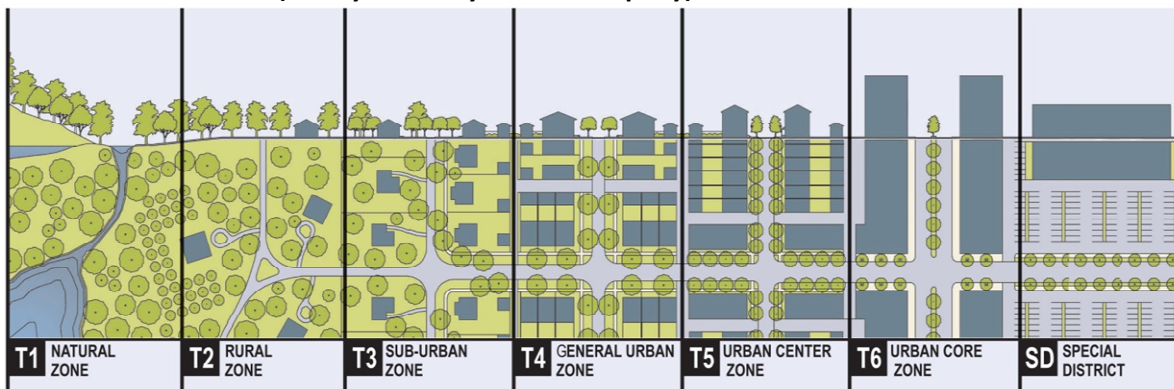 T1 NATURAL
ZONE
T2 RURAL
ZONE
T3 SUB-URBAN
ZONE
T4 GENERAL URBAN
ZONE
T5 URBAN CENTER
ZONE
T6 URBAN CORE
ZONE
SD SPECIAL
DISTRICT